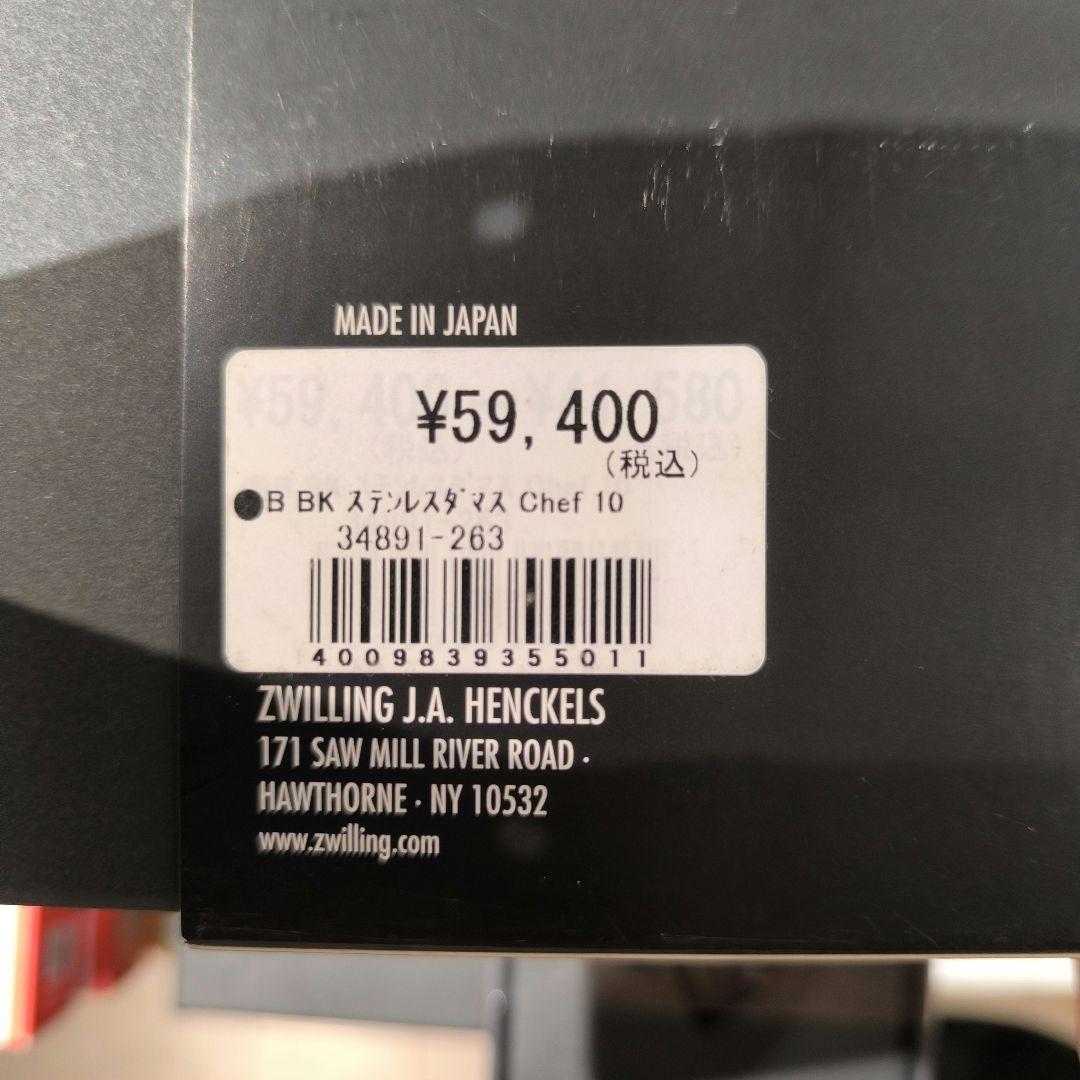 MADE IN JAPAN
¥59,400
(税込)
●B BK ステンレスダマス Chef 10
34891-263
4009839355011
ZWILLING J.A. HENCKELS
171 SAW MILL RIVER ROAD ·
HAWTHORNE · NY 10532
www.zwilling.com